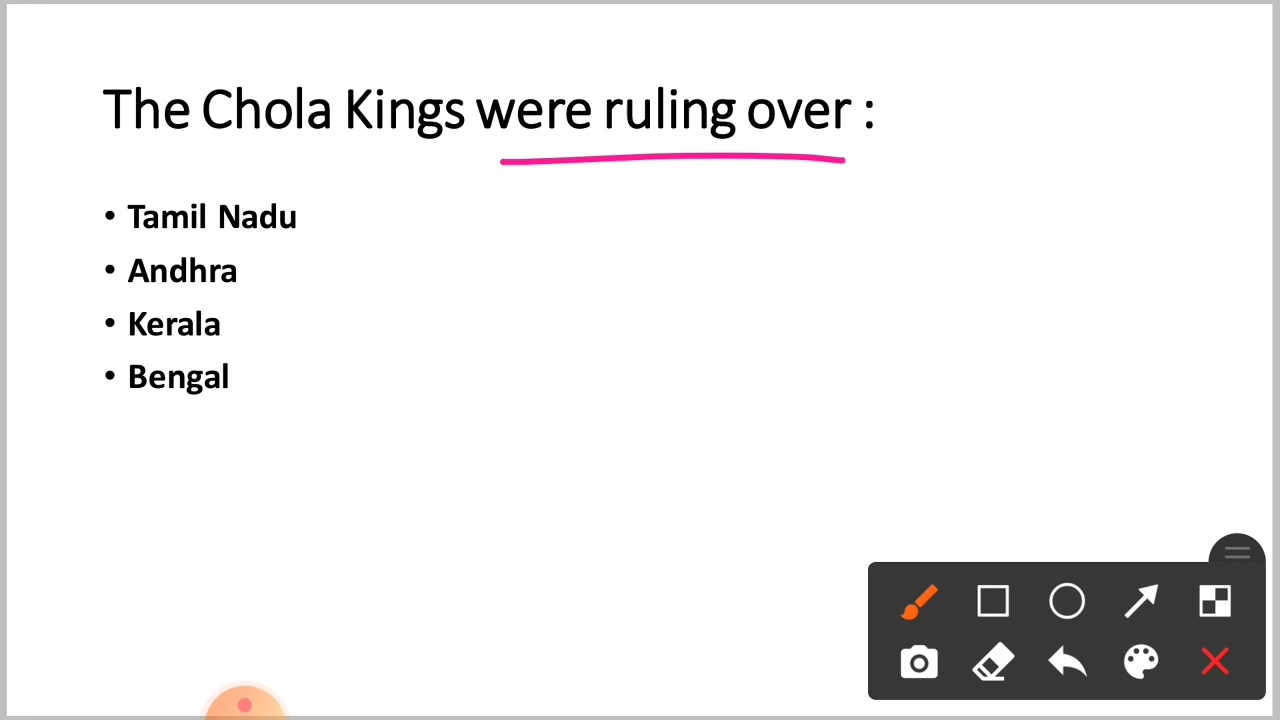 The Chola Kings were ruling over :
• Tamil Nadu
• Andhra
• Kerala
• Bengal